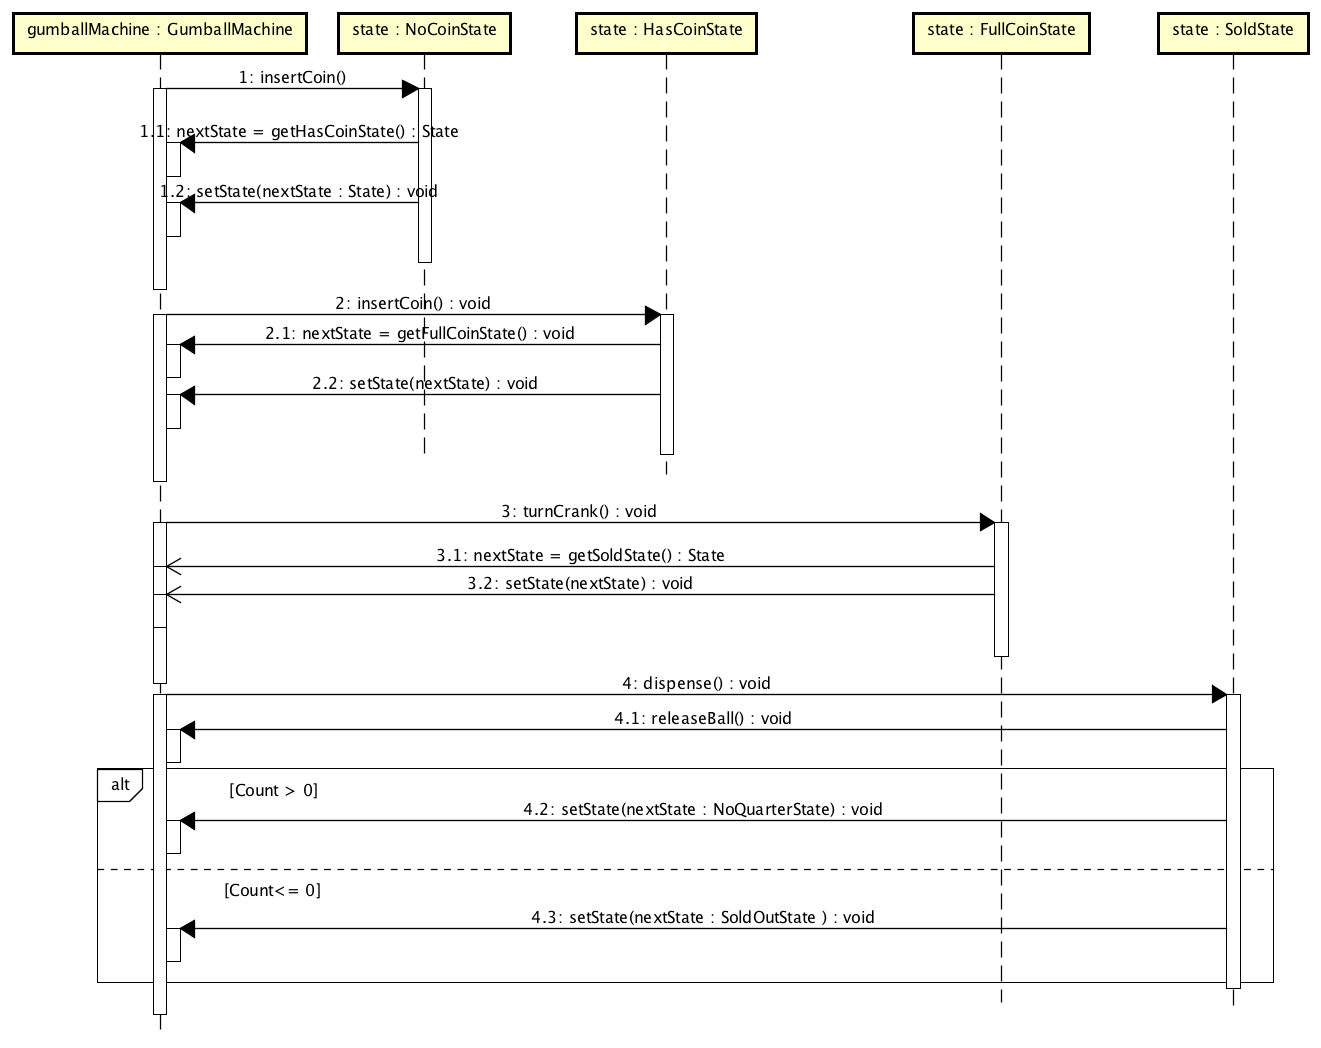 gumballMachine : GumballMachine
state : NoCoinState
state : HasCoinState
state : FullCoinState
state : SoldState
1: insertCoin()
1.1: nextState = getHasCoinState() : State
1.2: setState(nextState : State) : void
2: insertCoin() : void
2.1: nextState = getFullCoinState() : void
2.2: setState(nextState) : void
3: turnCrank() : void
3.1: nextState = getSoldState() : State
3.2: setState(nextState) : void
4: dispense() : void
4.1: releaseBall() : void
alt
[Count > 0]
4.2: setState(nextState : NoQuarterState) : void
[Count<= 0]
4.3: setState(nextState : SoldOutState ) : void